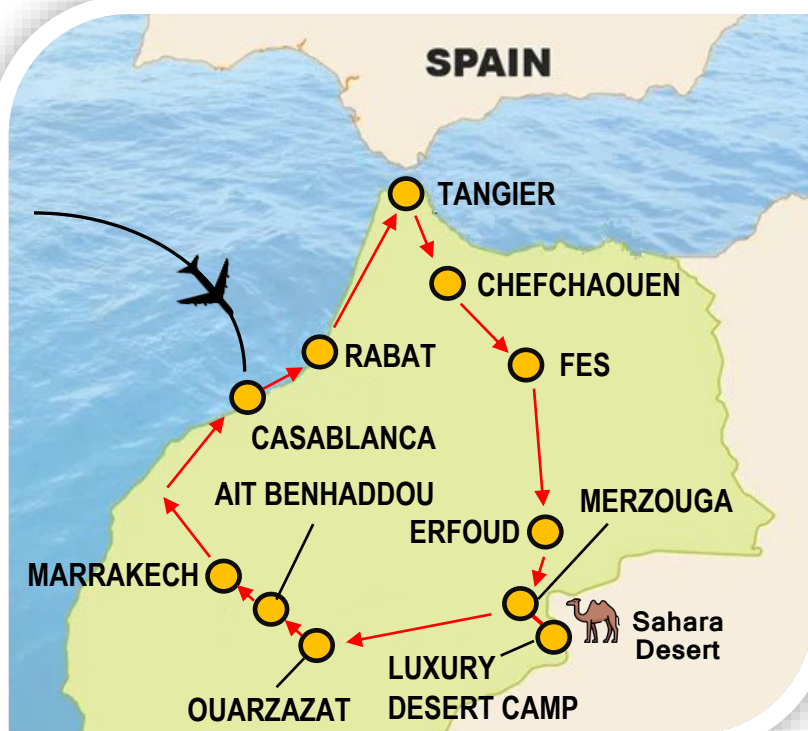 SPAIN
TANGIER
CHEFCHAOUEN
RABAT
FES
CASABLANCA
AIT BENHADDOU
MERZOUGA
ERFOUD
MARRAKECH
Sahara
Desert
LUXURY
DESERT CAMP
OUARZAZAT